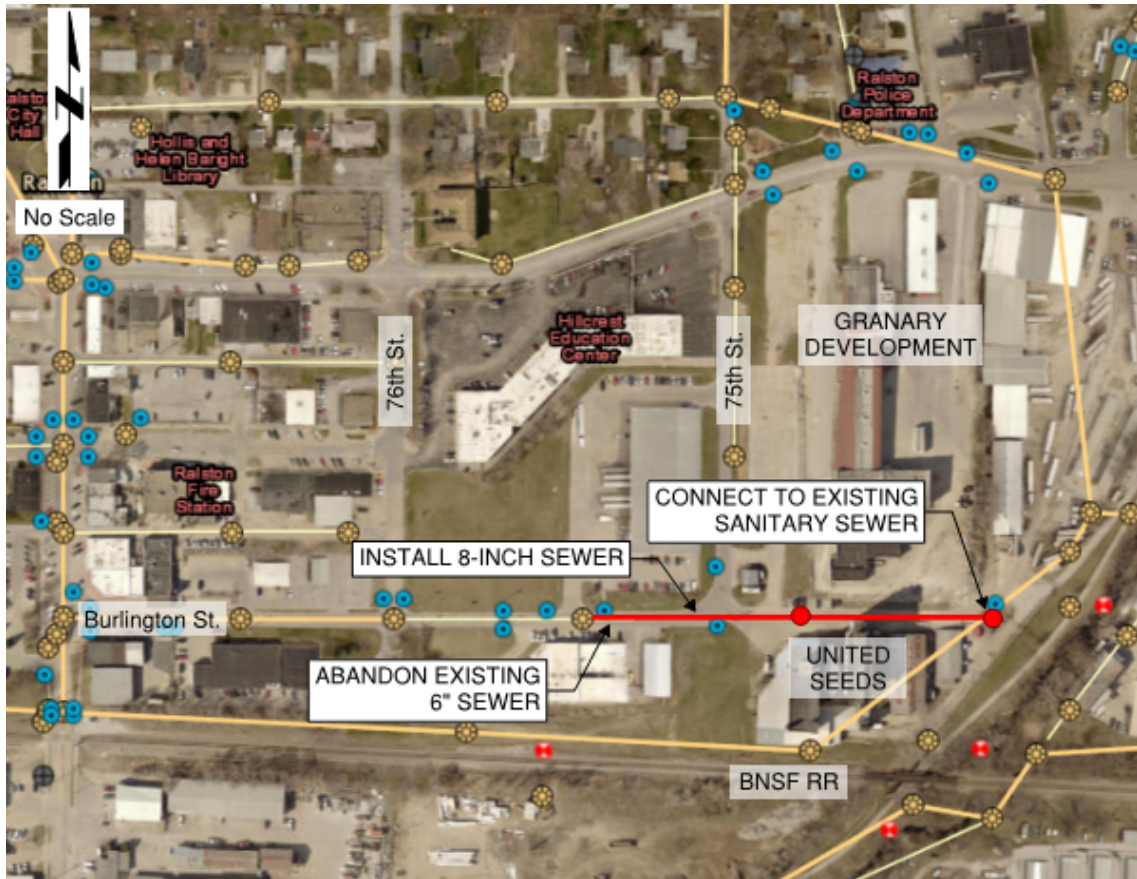 Ralston
City
Hall
Hollis and
Helen Baright
Library
Ralston
Police
Department
No Scale
76th St.
Hillcrest
Education
Center
75th St.
GRANARY
DEVELOPMENT
Ralston
Fire
Station
CONNECT TO EXISTING
SANITARY SEWER
INSTALL 8-INCH SEWER
Burlington St.
ABANDON EXISTING
6" SEWER
UNITED
SEEDS
BNSF RR